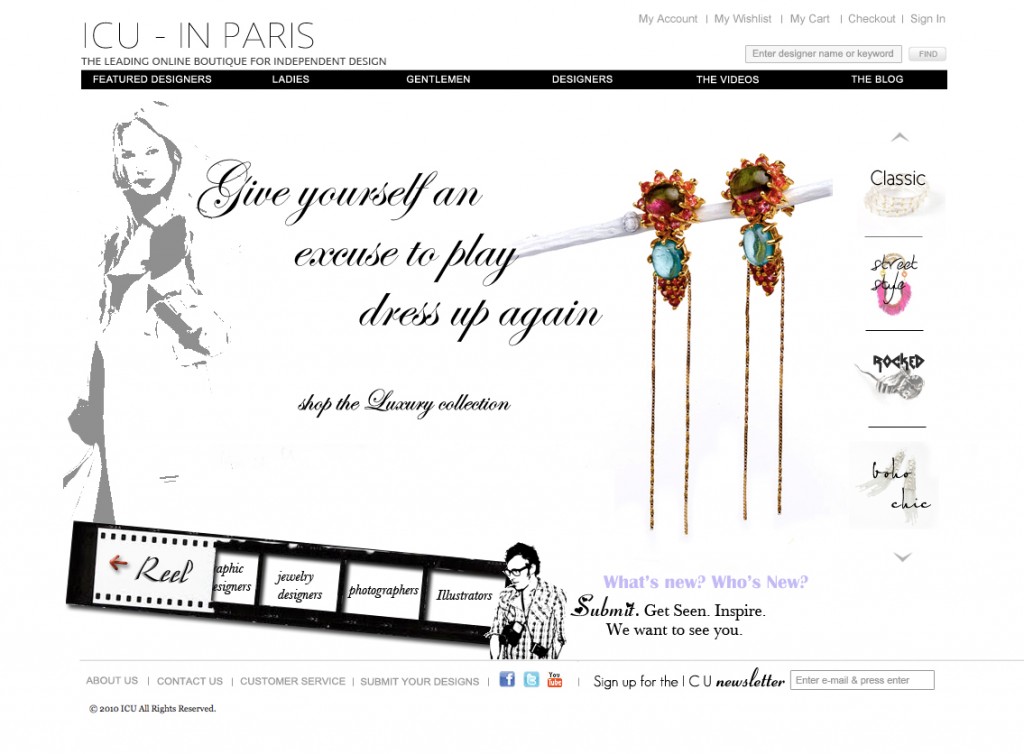 ICU - IN PARIS
THE LEADING ONLINE BOUTIQUE FOR INDEPENDENT DESIGN
My Account | My Wishlist | My Cart | Checkout | Sign In
Enter designer name or keyword FIND
FEATURED DESIGNERS LADIES GENTLEMEN DESIGNERS THE VIDEOS THE BLOG
Give yourself an
excuse to play
dress up again
shop the Luxury collection
Classic
street
style
ROCKED
boho
chic
Reel
aphic
esigners
jewelry
designers
photographers
Illustrators
What's new? Who's New?
Submit. Get Seen. Inspire.
We want to see you.
ABOUT US | CONTACT US | CUSTOMER SERVICE | SUBMIT YOUR DESIGNS | f t You Tube | Sign up for the I C U newsletter Enter e-mail & press enter
© 2010 ICU All Rights Reserved.